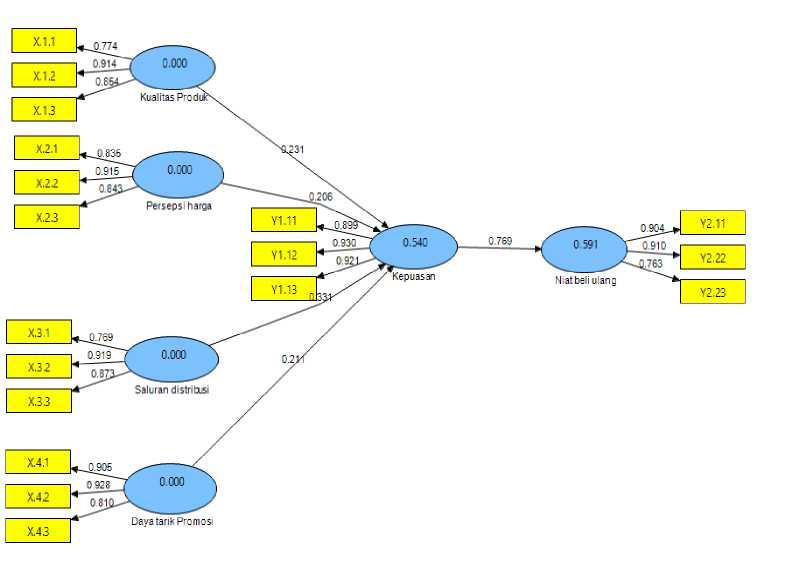 X.1.1
0.774
X.1.2
0.914
X.1.3
0.854
0.000
Kualitas Produk
0.231
X.2.1
0.835
X.2.2
0.915
X.2.3
0.843
0.000
Persepsi harga
0.206
Y1.11
0.899
Y1.12
0.930
Y1.13
0.921
0.540
Kepuasan
0.769
0.591
Niat beli ulang
0.904
Y2.11
0.910
Y2.22
0.763
Y2.23
0.331
X.3.1
0.769
X.3.2
0.919
X.3.3
0.873
0.000
Saluran distribusi
0.211
X.4.1
0.905
X.4.2
0.928
X.4.3
0.810
0.000
Daya tarik Promosi